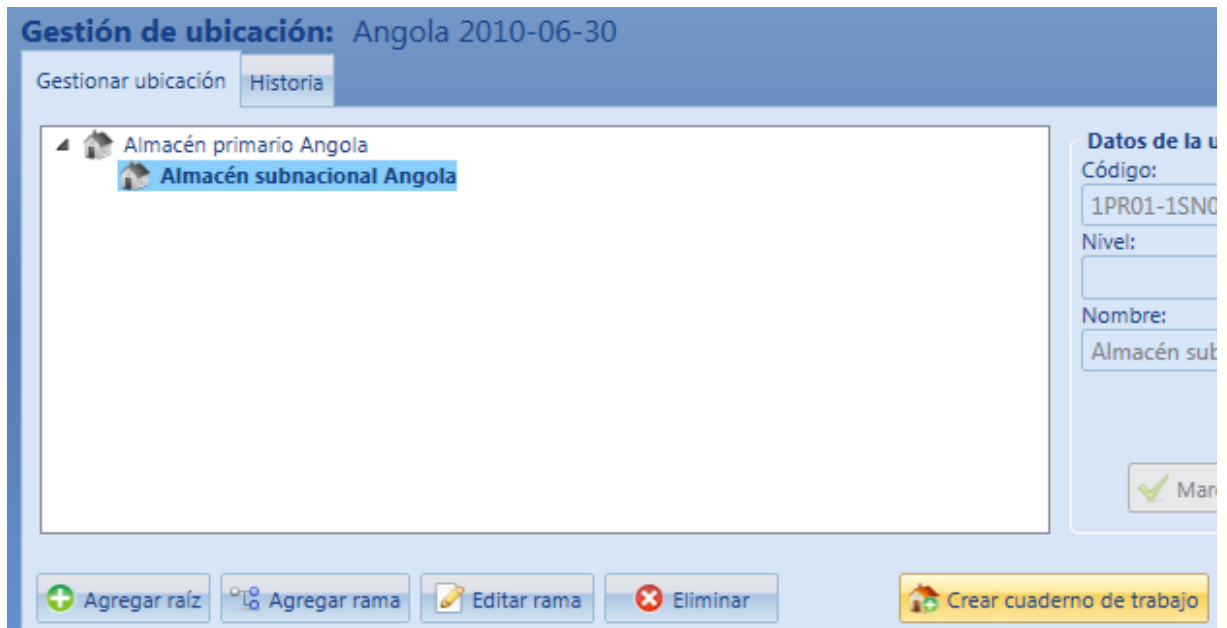 Gestión de ubicación: Angola 2010-06-30
Gestionar ubicación
Historia
Almacén primario Angola
Almacén subnacional Angola
Datos de la u
Código:
1PR01-1SN0
Nivel:
Nombre:
Almacén sub
Mar
Agregar raíz
Agregar rama
Editar rama
Eliminar
Crear cuaderno de trabajo